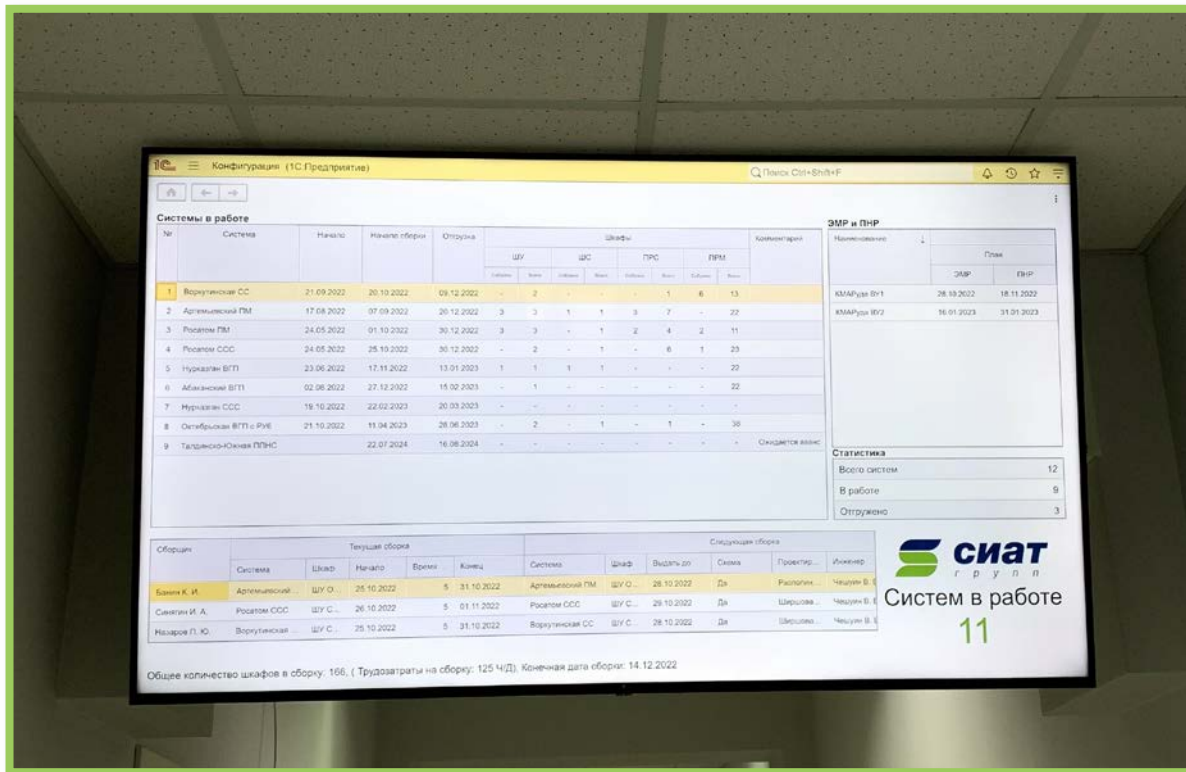 1С Конфигурация (1С:Предприятие) Поиск Ctrl+Shift+F
Системы в работе
№ Система Начало Начало сборки Отгрузка Шкафы Комментарий
ШУ ШС ПРС ПРМ
1 Воркутинская СС 21.09.2022 20.10.2022 09.12.2022 - 2 - - - 1 6 13
2 Артемьевский ПМ 17.08.2022 07.09.2022 20.12.2022 3 3 1 1 3 7 - 22
3 Росатом ПМ 24.05.2022 01.10.2022 30.12.2022 3 3 - 1 2 4 2 11
4 Росатом ССС 24.05.2022 25.10.2022 30.12.2022 - 2 - 1 - 6 1 23
5 Нурказган ВГП 23.06.2022 17.11.2022 13.01.2023 1 1 1 1 - - - 22
6 Абаканский ВГП 02.08.2022 27.12.2022 15.02.2023 - 1 - - - - - 22
7 Нурказган ССС 19.10.2022 22.02.2023 20.03.2023 - - - - - - - -
8 Октябрьская ВГП с РУ6 21.10.2022 11.04.2023 28.06.2023 - 2 - 1 - 1 - 38
9 Талдинско-Южная ППНС 22.07.2024 16.08.2024 - - - - - - - - Ожидается аванс
ЭМР и ПНР
Наименование ↓ План
ЭМР ПНР
КМАРуда ВУ1 26.10.2022 18.11.2022
КМАРуда ВУ2 16.01.2023 31.01.2023
Статистика
Всего систем 12
В работе 9
Отгружено 3
Сборщик Текущая сборка Следующая сборка
Система Шкаф Начало Время Конец Система Шкаф Выдать до Схема Проектир... Инженер
Банин К. И. Артемьевский... ШУ О... 25.10.2022 5 31.10.2022 Артемьевский ПМ ШУ О... 28.10.2022 Да Чешуин В. Е
Синягин И. А. Росатом ССС ШУ С... 26.10.2022 5 01.11.2022 Росатом ССС ШУ С... 29.10.2022 Да Ширшова... Чешуин В. Е
Назаров П. Ю. Воркутинская... ШУ С... 25.10.2022 5 31.10.2022 Воркутинская СС ШУ С... 28.10.2022 Да Ширшова... Чешуин В. Е
сиат
групп
Систем в работе
11
Общее количество шкафов в сборку: 166, ( Трудозатраты на сборку: 125 Ч/Д). Конечная дата сборки: 14.12.2022